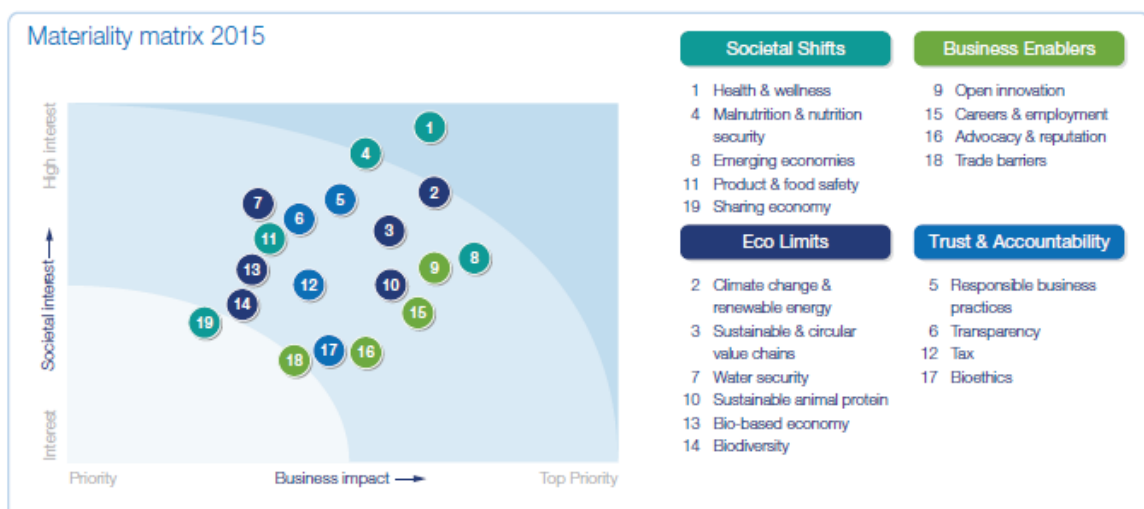 Materiality matrix 2015
High interest
Societal interest
Interest
1
4
2
7
5
6
3
11
8
9
13
12
10
14
15
19
17
16
18
Priority
Business impact
Top Priority
Societal Shifts
1 Health & wellness
4 Malnutrition & nutrition
security
8 Emerging economies
11 Product & food safety
19 Sharing economy
Business Enablers
9 Open innovation
15 Careers & employment
16 Advocacy & reputation
18 Trade barriers
Eco Limits
2 Climate change &
renewable energy
3 Sustainable & circular
value chains
7 Water security
10 Sustainable animal protein
13 Bio-based economy
14 Biodiversity
Trust & Accountability
5 Responsible business
practices
6 Transparency
12 Tax
17 Bioethics